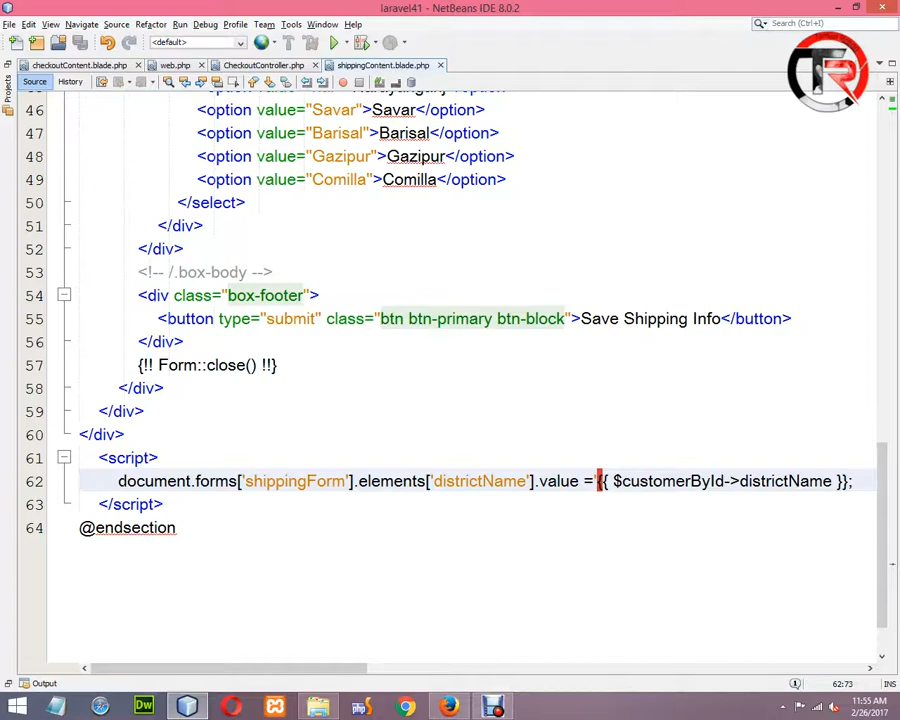 laravel41 - NetBeans IDE 8.0.2
File Edit View Navigate Source Refactor Run Debug Profile Team Tools Window Help
Search (Ctrl+I)
<default>
checkoutContent.blade.php
web.php
CheckoutController.php
shippingContent.blade.php
Source History
Projects
46 <option value="Savar">Savar</option>
47 <option value="Barisal">Barisal</option>
48 <option value="Gazipur">Gazipur</option>
49 <option value="Comilla">Comilla</option>
50 </select>
51 </div>
52 </div>
53 <!-- /.box-body -->
54 <div class="box-footer">
55 <button type="submit" class="btn btn-primary btn-block">Save Shipping Info</button>
56 </div>
57 {!! Form::close() !!}
58 </div>
59 </div>
60 </div>
61 <script>
62 document.forms['shippingForm'].elements['districtName'].value ='{{ $customerById->districtName }};
63 </script>
64 @endsection
Output
62:73 INS
Dw
11:55 AM
2/26/2017